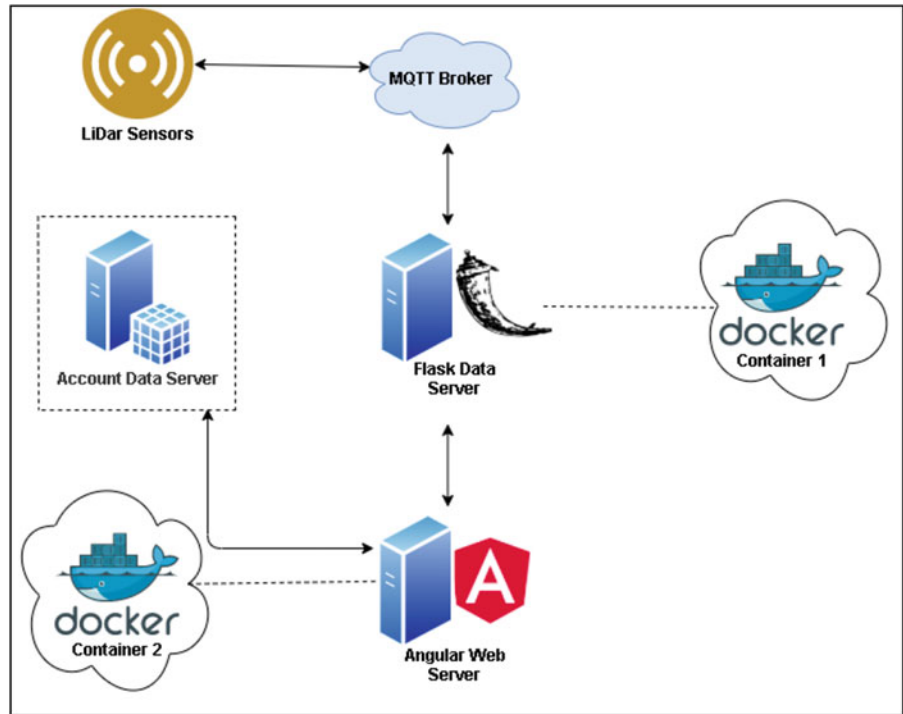 MQTT Broker
LiDar Sensors
Account Data Server
Flask Data
Server
docker
Container 1
docker
Container 2
A
Angular Web
Server